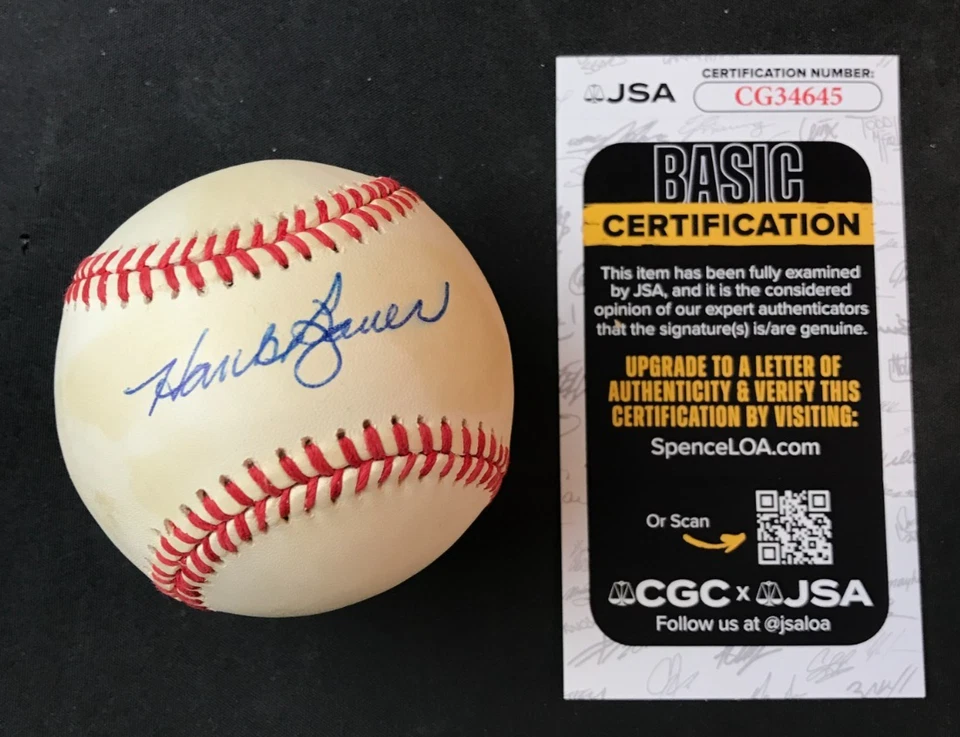 Hank Bauer
JSA
CERTIFICATION NUMBER:
CG34645
BASIC
CERTIFICATION
This item has been fully examined
by JSA, and it is the considered
opinion of our expert authenticators
that the signature(s) is/are genuine.
UPGRADE TO A LETTER OF
AUTHENTICITY & VERIFY THIS
CERTIFICATION BY VISITING:
SpenceLOA.com
Or Scan
CGC x JSA
Follow us at @jsaloa